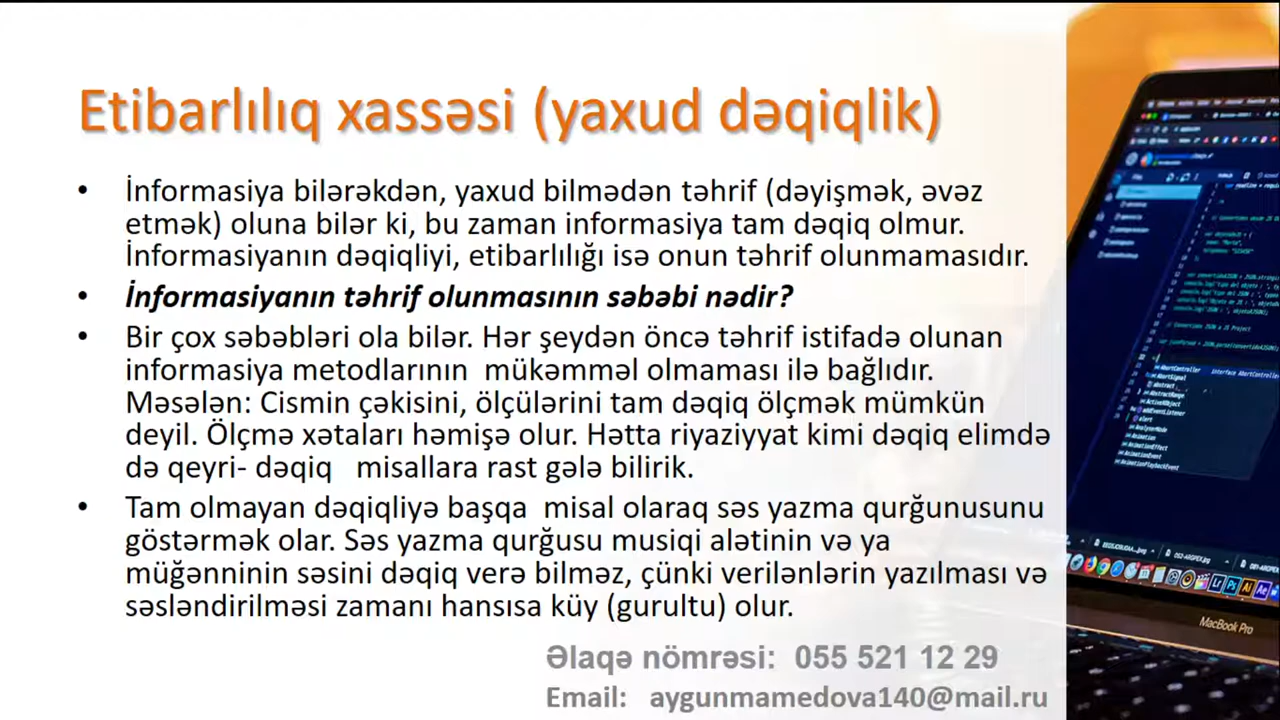 Etibarlılıq xassəsi (yaxud dəqiqlik)
• İnformasiya bilərəkdən, yaxud bilmədən təhrif (dəyişmək, əvəz
etmək) oluna bilər ki, bu zaman informasiya tam dəqiq olmur.
İnformasiyanın dəqiqliyi, etibarlılığı isə onun təhrif olunmamasıdır.
• İnformasiyanın təhrif olunmasının səbəbi nədir?
• Bir çox səbəbləri ola bilər. Hər şeydən öncə təhrif istifadə olunan
informasiya metodlarının mükəmməl olmaması ilə bağlıdır.
Məsələn: Cismin çəkisini, ölçülərini tam dəqiq ölçmək mümkün
deyil. Ölçmə xətaları həmişə olur. Hətta riyaziyyat kimi dəqiq elimdə
də qeyri- dəqiq misallara rast gələ bilirik.
• Tam olmayan dəqiqliyə başqa misal olaraq səs yazma qurğunusunu
göstərmək olar. Səs yazma qurğusu musiqi alətinin və ya
müğənninin səsini dəqiq verə bilməz, çünki verilənlərin yazılması və
səsləndirilməsi zamanı hansısa küy (gurultu) olur.
Əlaqə nömrəsi: 055 521 12 29
Email: aygunmamedova140@mail.ru
MacBook Pro